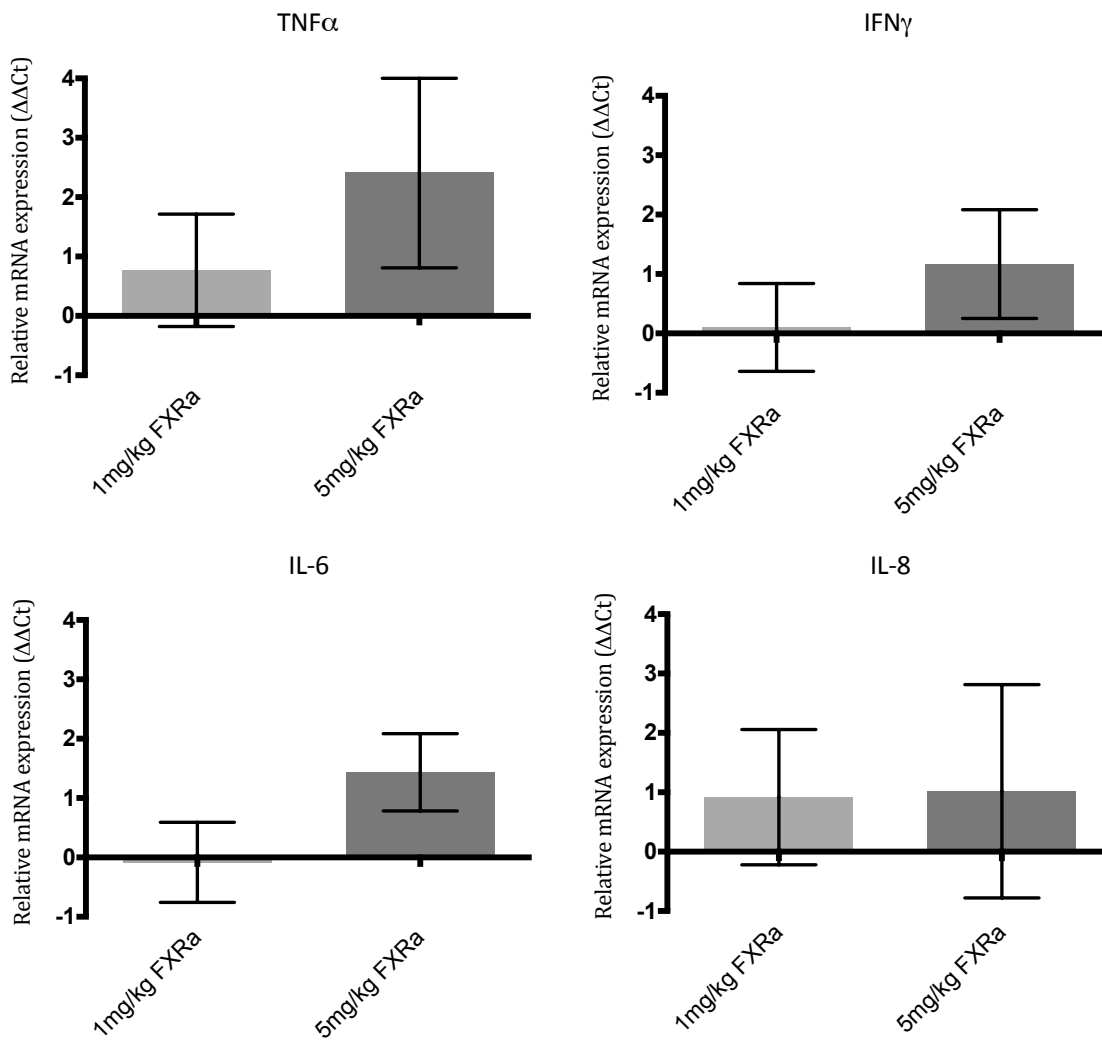 TNFα
Relative mRNA expression (ΔΔCt)
4
3
2
1
0
-1
1mg/kg FXRa
5mg/kg FXRa
IFNγ
Relative mRNA expression (ΔΔCt)
4
3
2
1
0
-1
1mg/kg FXRa
5mg/kg FXRa
IL-6
Relative mRNA expression (ΔΔCt)
4
3
2
1
0
-1
1mg/kg FXRa
5mg/kg FXRa
IL-8
Relative mRNA expression (ΔΔCt)
4
3
2
1
0
-1
1mg/kg FXRa
5mg/kg FXRa